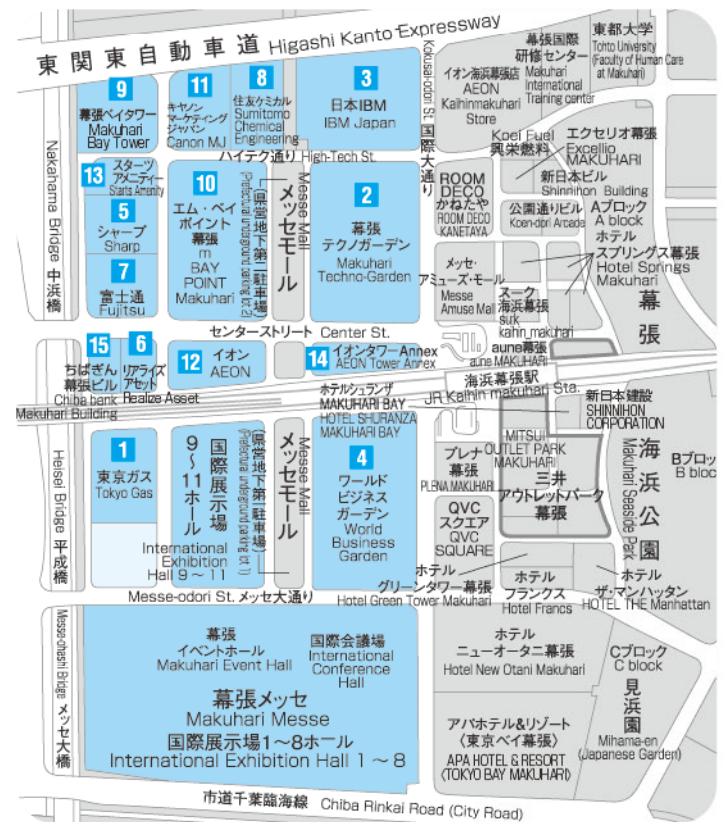 東関東自動車道 Higashi Kanto Expressway
9
幕張ベイタワー
Makuhari
Bay Tower
11
キヤノン
マーケティング
ジャパン
Canon MJ
8
住友ケミカル
Sumitomo
Chemical
Engineering
3
日本IBM
IBM Japan
Kokusai-odori St. 国際大通り
イオン海浜幕張店
AEON
Kaihinmakuhari
Store
幕張国際
研修センター
Makuhari
International
Training center
東都大学
Tohto University
(Faculty of Human Care
at Makuhari)
Koei Fuel
興栄燃料
エクセリオ幕張
Excellio
MAKUHARI
新日本ビル
Shinnihon Building
ハイテク通り High-Tech St.
Nakahama Bridge 中浜橋
13
スターツ
アメニティー
Starts Amenity
5
シャープ
Sharp
7
富士通
Fujitsu
10
エム・ベイ
ポイント
幕張
m
BAY
POINT
Makuhari
(県営地下第二駐車場)
(Prefectural underground parking lot. 2)
Messe Mall
メッセモール
2
幕張
テクノガーデン
Makuhari
Techno-Garden
ROOM
DECO
かねたや
ROOM DECO
KANETAYA
公園通りビル
Koen-dori Arcade
Aブロック
A block
ホテル
スプリングス幕張
Hotel Springs
Makuhari
メッセ・
アミューズ・モール
Messe
Amuse Mall
スーク
海浜幕張
suk
kaihin_makuhari
aune幕張
aune MAKUHARI
幕張海浜公園
Makuhari Seaside Park
センターストリート Center St.
15
ちばぎん
幕張ビル
Chiba bank
Makuhari Building
6
リアライズ
アセット
Realize Asset
12
イオン
AEON
14
イオンタワーAnnex
AEON Tower Annex
海浜幕張駅
JR Kaihin makuhari Sta.
ホテルシュランザ
MAKUHARI BAY
HOTEL SHURANZA
MAKUHARI BAY
新日本建設
SHINNIHON
CORPORATION
Heisei Bridge 平成橋
1
東京ガス
Tokyo Gas
国際展示場
9～11ホール
International
Exhibition
Hall 9～11
(県営地下第一駐車場)
(Prefectural underground parking lot. 1)
Messe Mall
メッセモール
4
ワールド
ビジネス
ガーデン
World
Business
Garden
プレナ
幕張
PLENA MAKUHARI
MITSUI
OUTLET PARK
MAKUHARI
三井
アウトレットパーク
幕張
QVC
スクエア
QVC
SQUARE
Bブロッ
B bloc
ホテル
グリーンタワー幕張
Hotel Green Tower Makuhari
ホテル
フランクス
Hotel Francs
ホテル
ザ・マンハッタン
HOTEL THE Manhattan
Messe-odori St. メッセ大通り
Messe-ohashi Bridge メッセ大橋
幕張
イベントホール
Makuhari Event Hall
国際会議場
International
Conference
Hall
幕張メッセ
Makuhari Messe
国際展示場1～8ホール
International Exhibition Hall 1～8
ホテル
ニューオータニ幕張
Hotel New Otani Makuhari
アパホテル&リゾート
〈東京ベイ幕張〉
APA HOTEL & RESORT
〈TOKYO BAY MAKUHARI〉
Cブロック
C block
見浜園
Mihama-en
(Japanese Garden)
市道千葉臨海線 Chiba Rinkai Road (City Road)